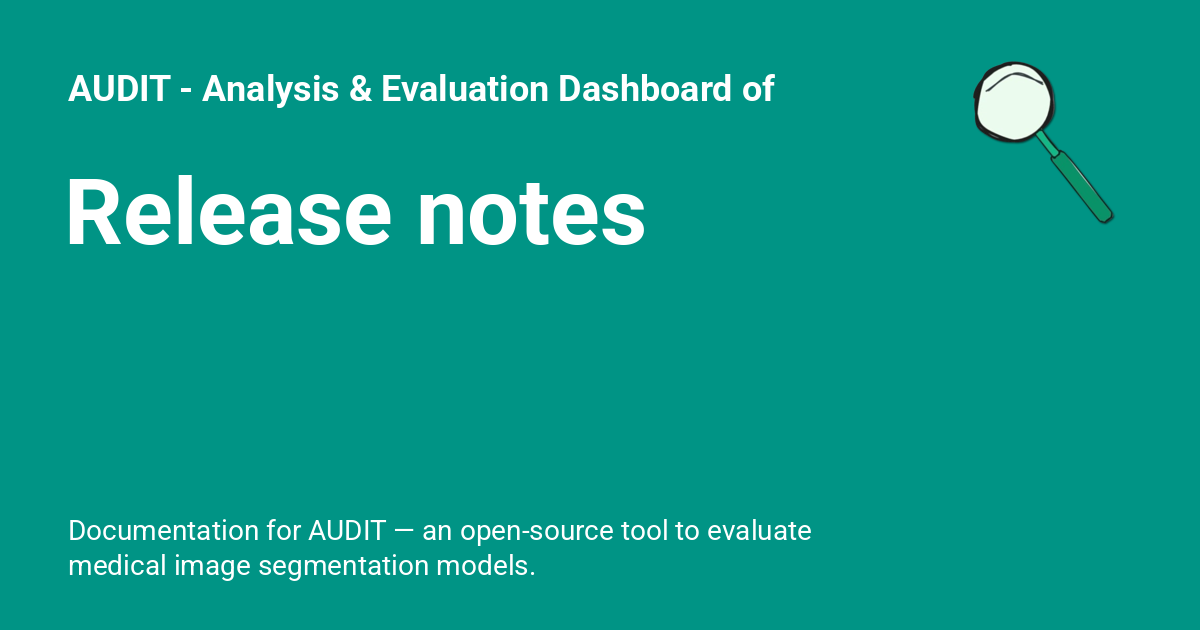 AUDIT - Analysis & Evaluation Dashboard of
Release notes
Documentation for AUDIT — an open-source tool to evaluate
medical image segmentation models.